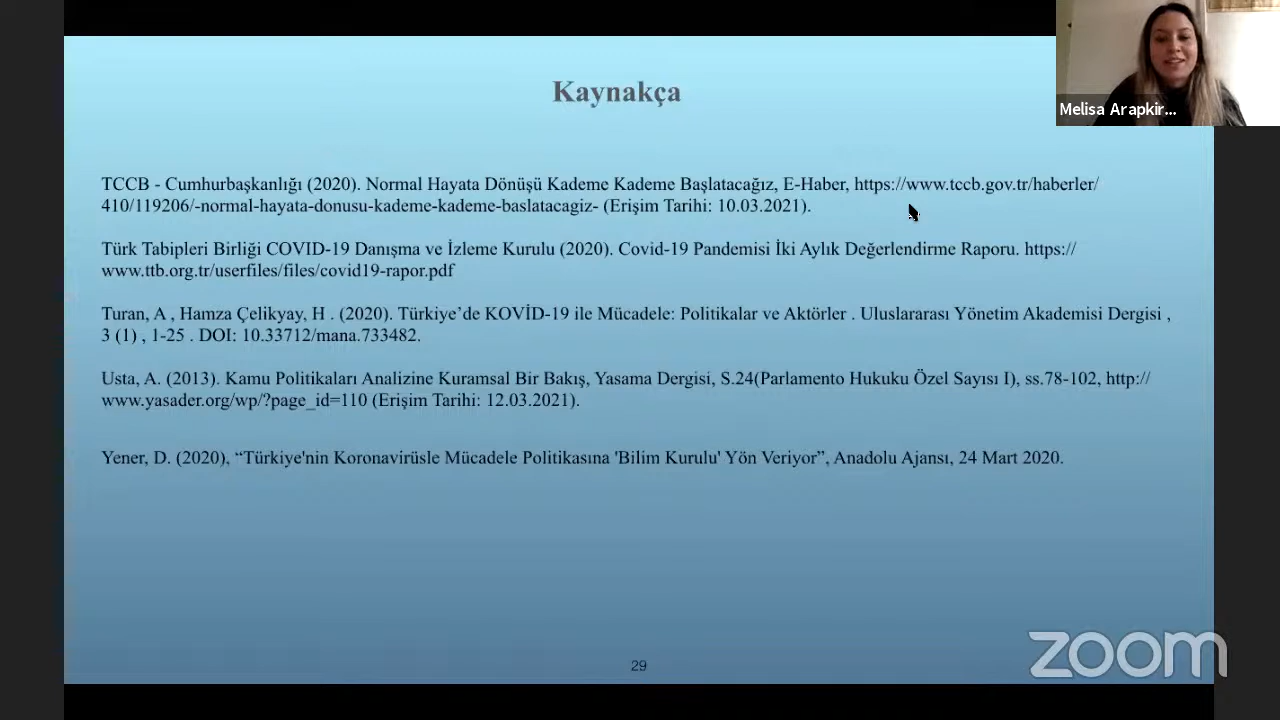 Melisa Arapkir...
Kaynakça
TCCB - Cumhurbaşkanlığı (2020). Normal Hayata Dönüşü Kademe Kademe Başlatacağız, E-Haber, https://www.tccb.gov.tr/haberler/
410/119206/-normal-hayata-donusu-kademe-kademe-baslatacagiz- (Erişim Tarihi: 10.03.2021).
Türk Tabipleri Birliği COVID-19 Danışma ve İzleme Kurulu (2020). Covid-19 Pandemisi İki Aylık Değerlendirme Raporu. https://
www.ttb.org.tr/userfiles/files/covid19-rapor.pdf
Turan, A , Hamza Çelikyay, H . (2020). Türkiye’de KOVİD-19 ile Mücadele: Politikalar ve Aktörler . Uluslararası Yönetim Akademisi Dergisi ,
3 (1) , 1-25 . DOI: 10.33712/mana.733482.
Usta, A. (2013). Kamu Politikaları Analizine Kuramsal Bir Bakış, Yasama Dergisi, S.24(Parlamento Hukuku Özel Sayısı I), ss.78-102, http://
www.yasader.org/wp/?page_id=110 (Erişim Tarihi: 12.03.2021).
Yener, D. (2020), “Türkiye'nin Koronavirüsle Mücadele Politikasına 'Bilim Kurulu' Yön Veriyor”, Anadolu Ajansı, 24 Mart 2020.
29
zoom